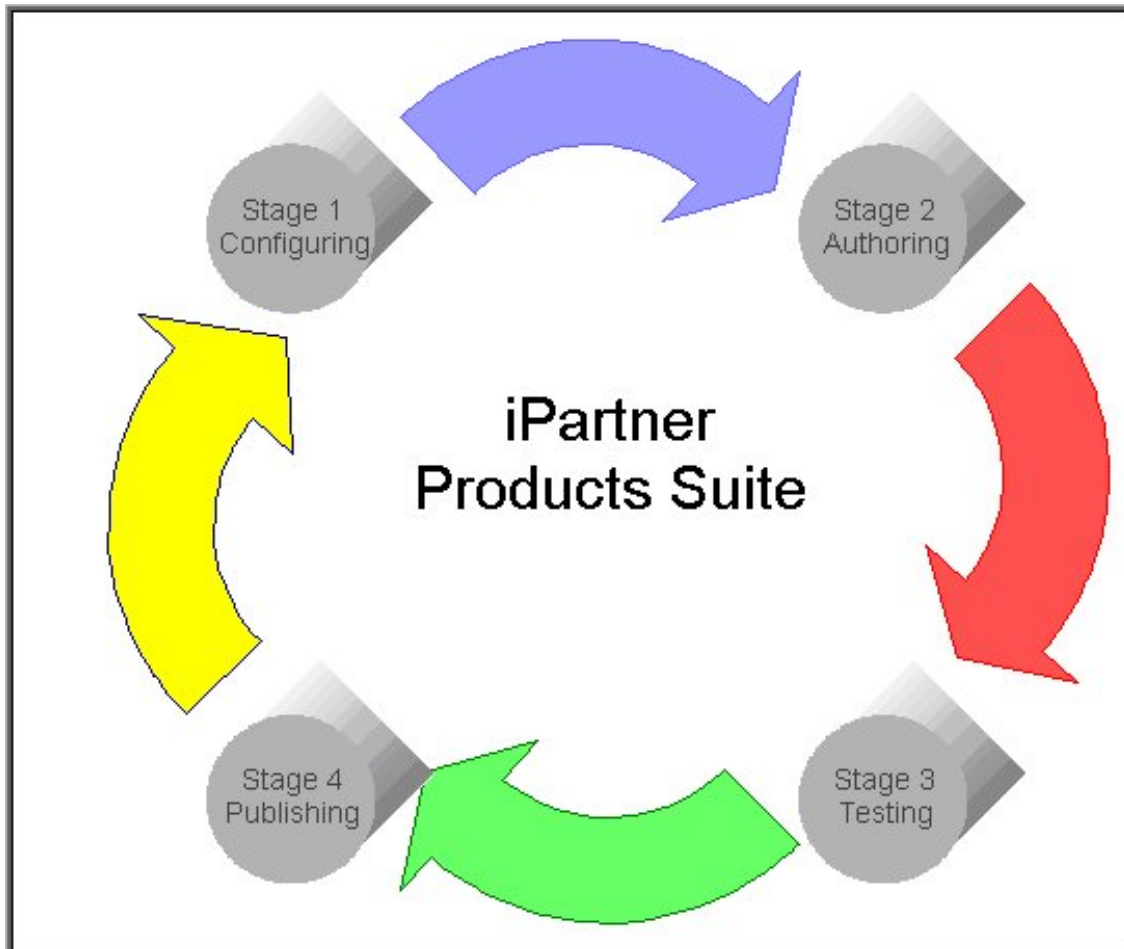 Stage 1
Configuring
Stage 2
Authoring
iPartner
Products Suite
Stage 4
Publishing
Stage 3
Testing